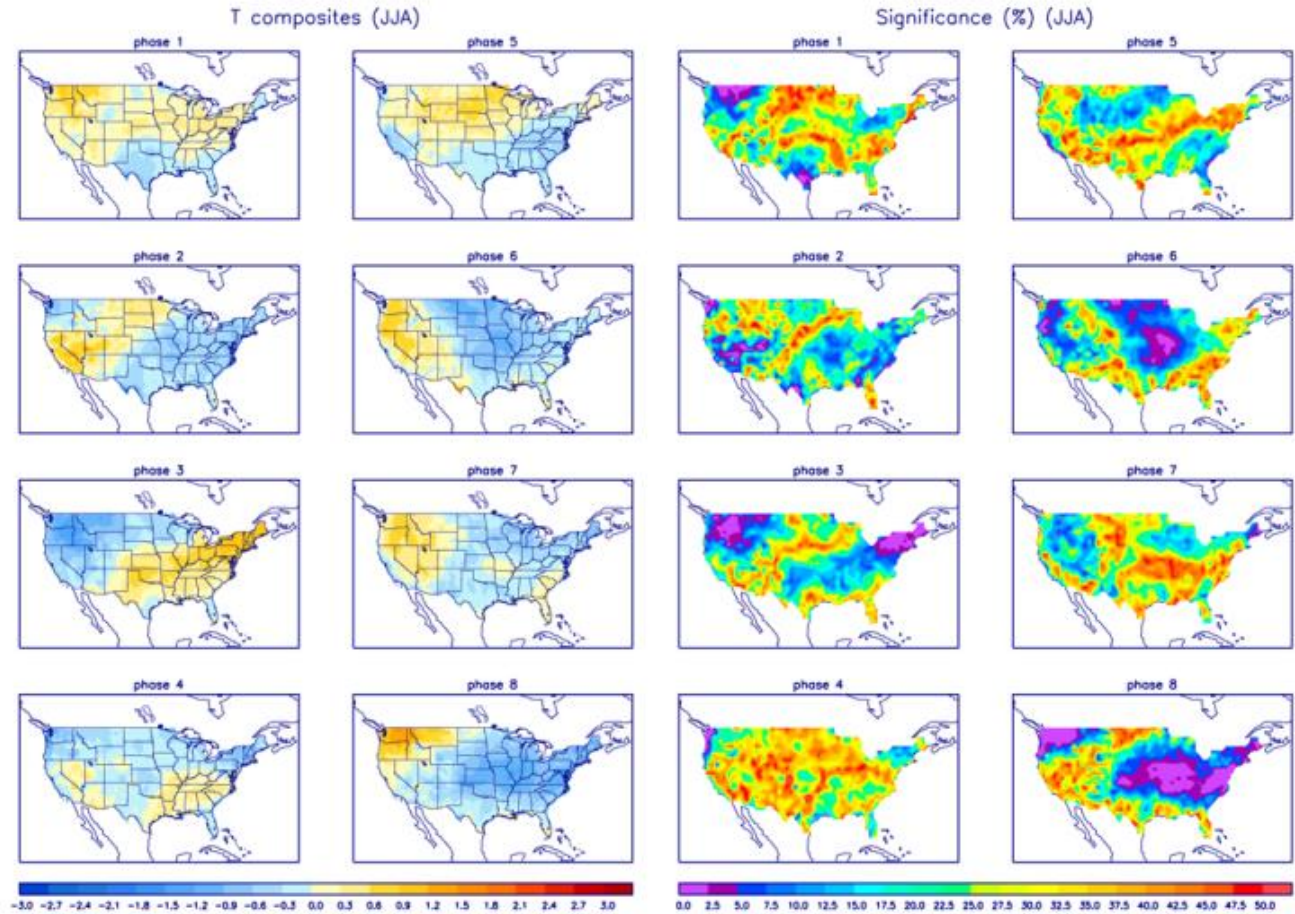 T composites (JJA) Significance (%) (JJA)
phase 1 phase 5 phase 1 phase 5
phase 2 phase 6 phase 2 phase 6
phase 3 phase 7 phase 3 phase 7
phase 4 phase 8 phase 4 phase 8
-3.0 -2.7 -2.4 -2.1 -1.8 -1.5 -1.2 -0.9 -0.6 -0.3 0.0 0.3 0.6 0.9 1.2 1.5 1.8 2.1 2.4 2.7 3.0 0.0 2.5 5.0 7.5 10.0 12.5 15.0 17.5 20.0 22.5 25.0 27.5 30.0 32.5 35.0 37.5 40.0 42.5 45.0 47.5 50.0